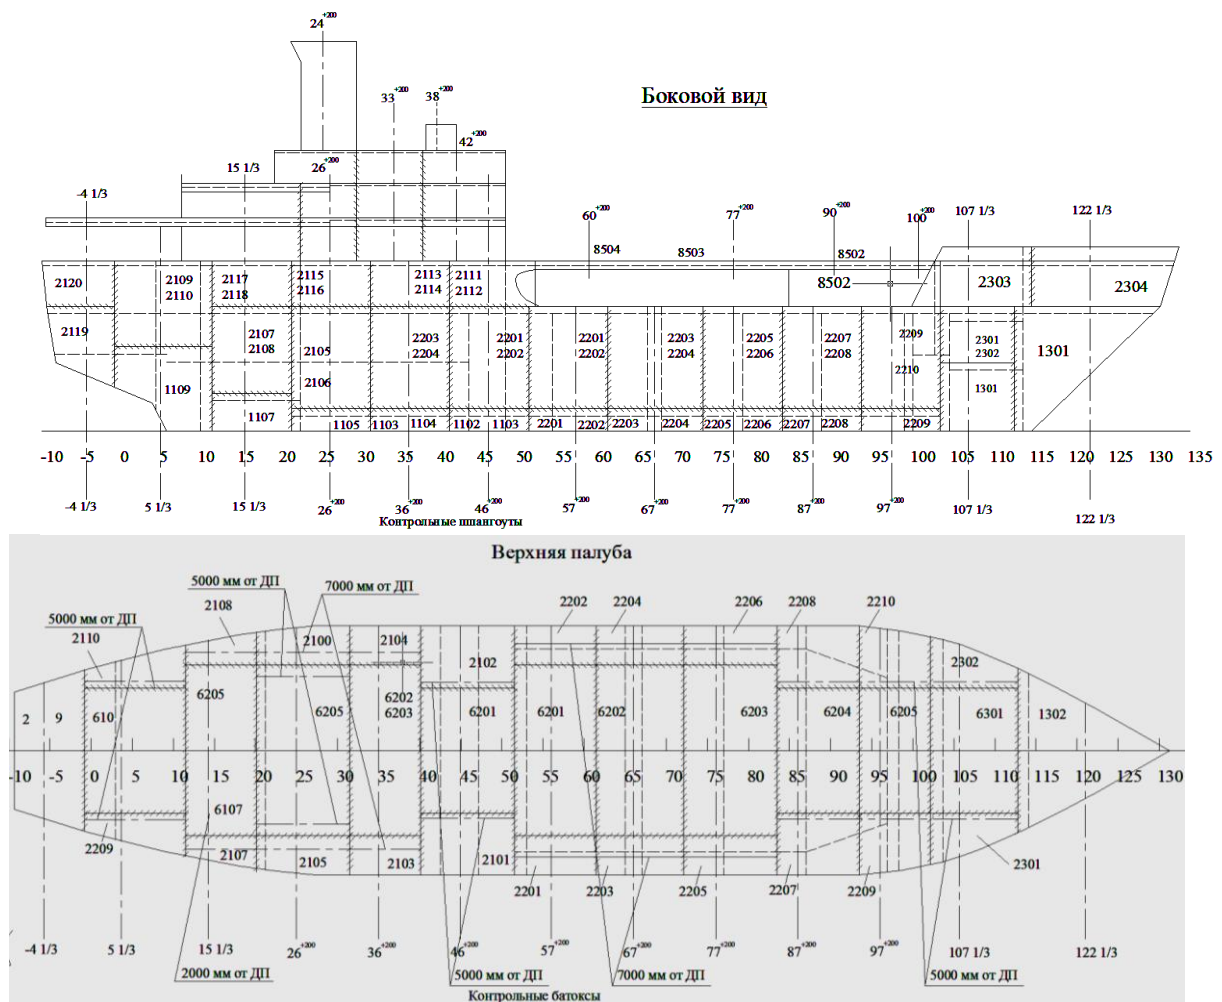 24+200
33+200 38+200
Боковой вид
42+200
15 1/3 26+200
-4 1/3
60+200 77+200 90+200 100+200 107 1/3 122 1/3
8504 8503 8502
2120 2109 2117 2115 2113 2111 8502 2303 2304
2110 2118 2116 2114 2112
2119 2107 2203 2201 2201 2203 2205 2207 2209 2301
2108 2105 2204 2202 2202 2204 2206 2208 2302 1301
2210
1109 2106 1301
1107 1105 1103 1104 1102 1103 2201 2202 2203 2204 2205 2206 2207 2208 2209
-10 -5 0 5 10 15 20 25 30 35 40 45 50 55 60 65 70 75 80 85 90 95 100 105 110 115 120 125 130 135
-4 1/3 5 1/3 15 1/3 26+200 36+200 46+200 57+200 67+200 77+200 87+200 97+200 107 1/3 122 1/3
Контрольные шпангоуты
Верхняя палуба
5000 мм от ДП 7000 мм от ДП
5000 мм от ДП 2108 2202 2204 2206 2208 2210
2110 2100 2104
2102 2302
6205 6202
2 9 610 6205 6203 6201 6201 6202 6203 6204 6205 6301 1302
-10 -5 0 5 10 15 20 25 30 35 40 45 50 55 60 65 70 75 80 85 90 95 100 105 110 115 120 125 130
6107
2209 2107 2105 2103 2101 2301
2201 2203 2205 2207 2209
-4 1/3 5 1/3 15 1/3 26+200 36+200 46+200 57+200 67+200 77+200 87+200 97+200 107 1/3 122 1/3
2000 мм от ДП 5000 мм от ДП 7000 мм от ДП 5000 мм от ДП
Контрольные батоксы